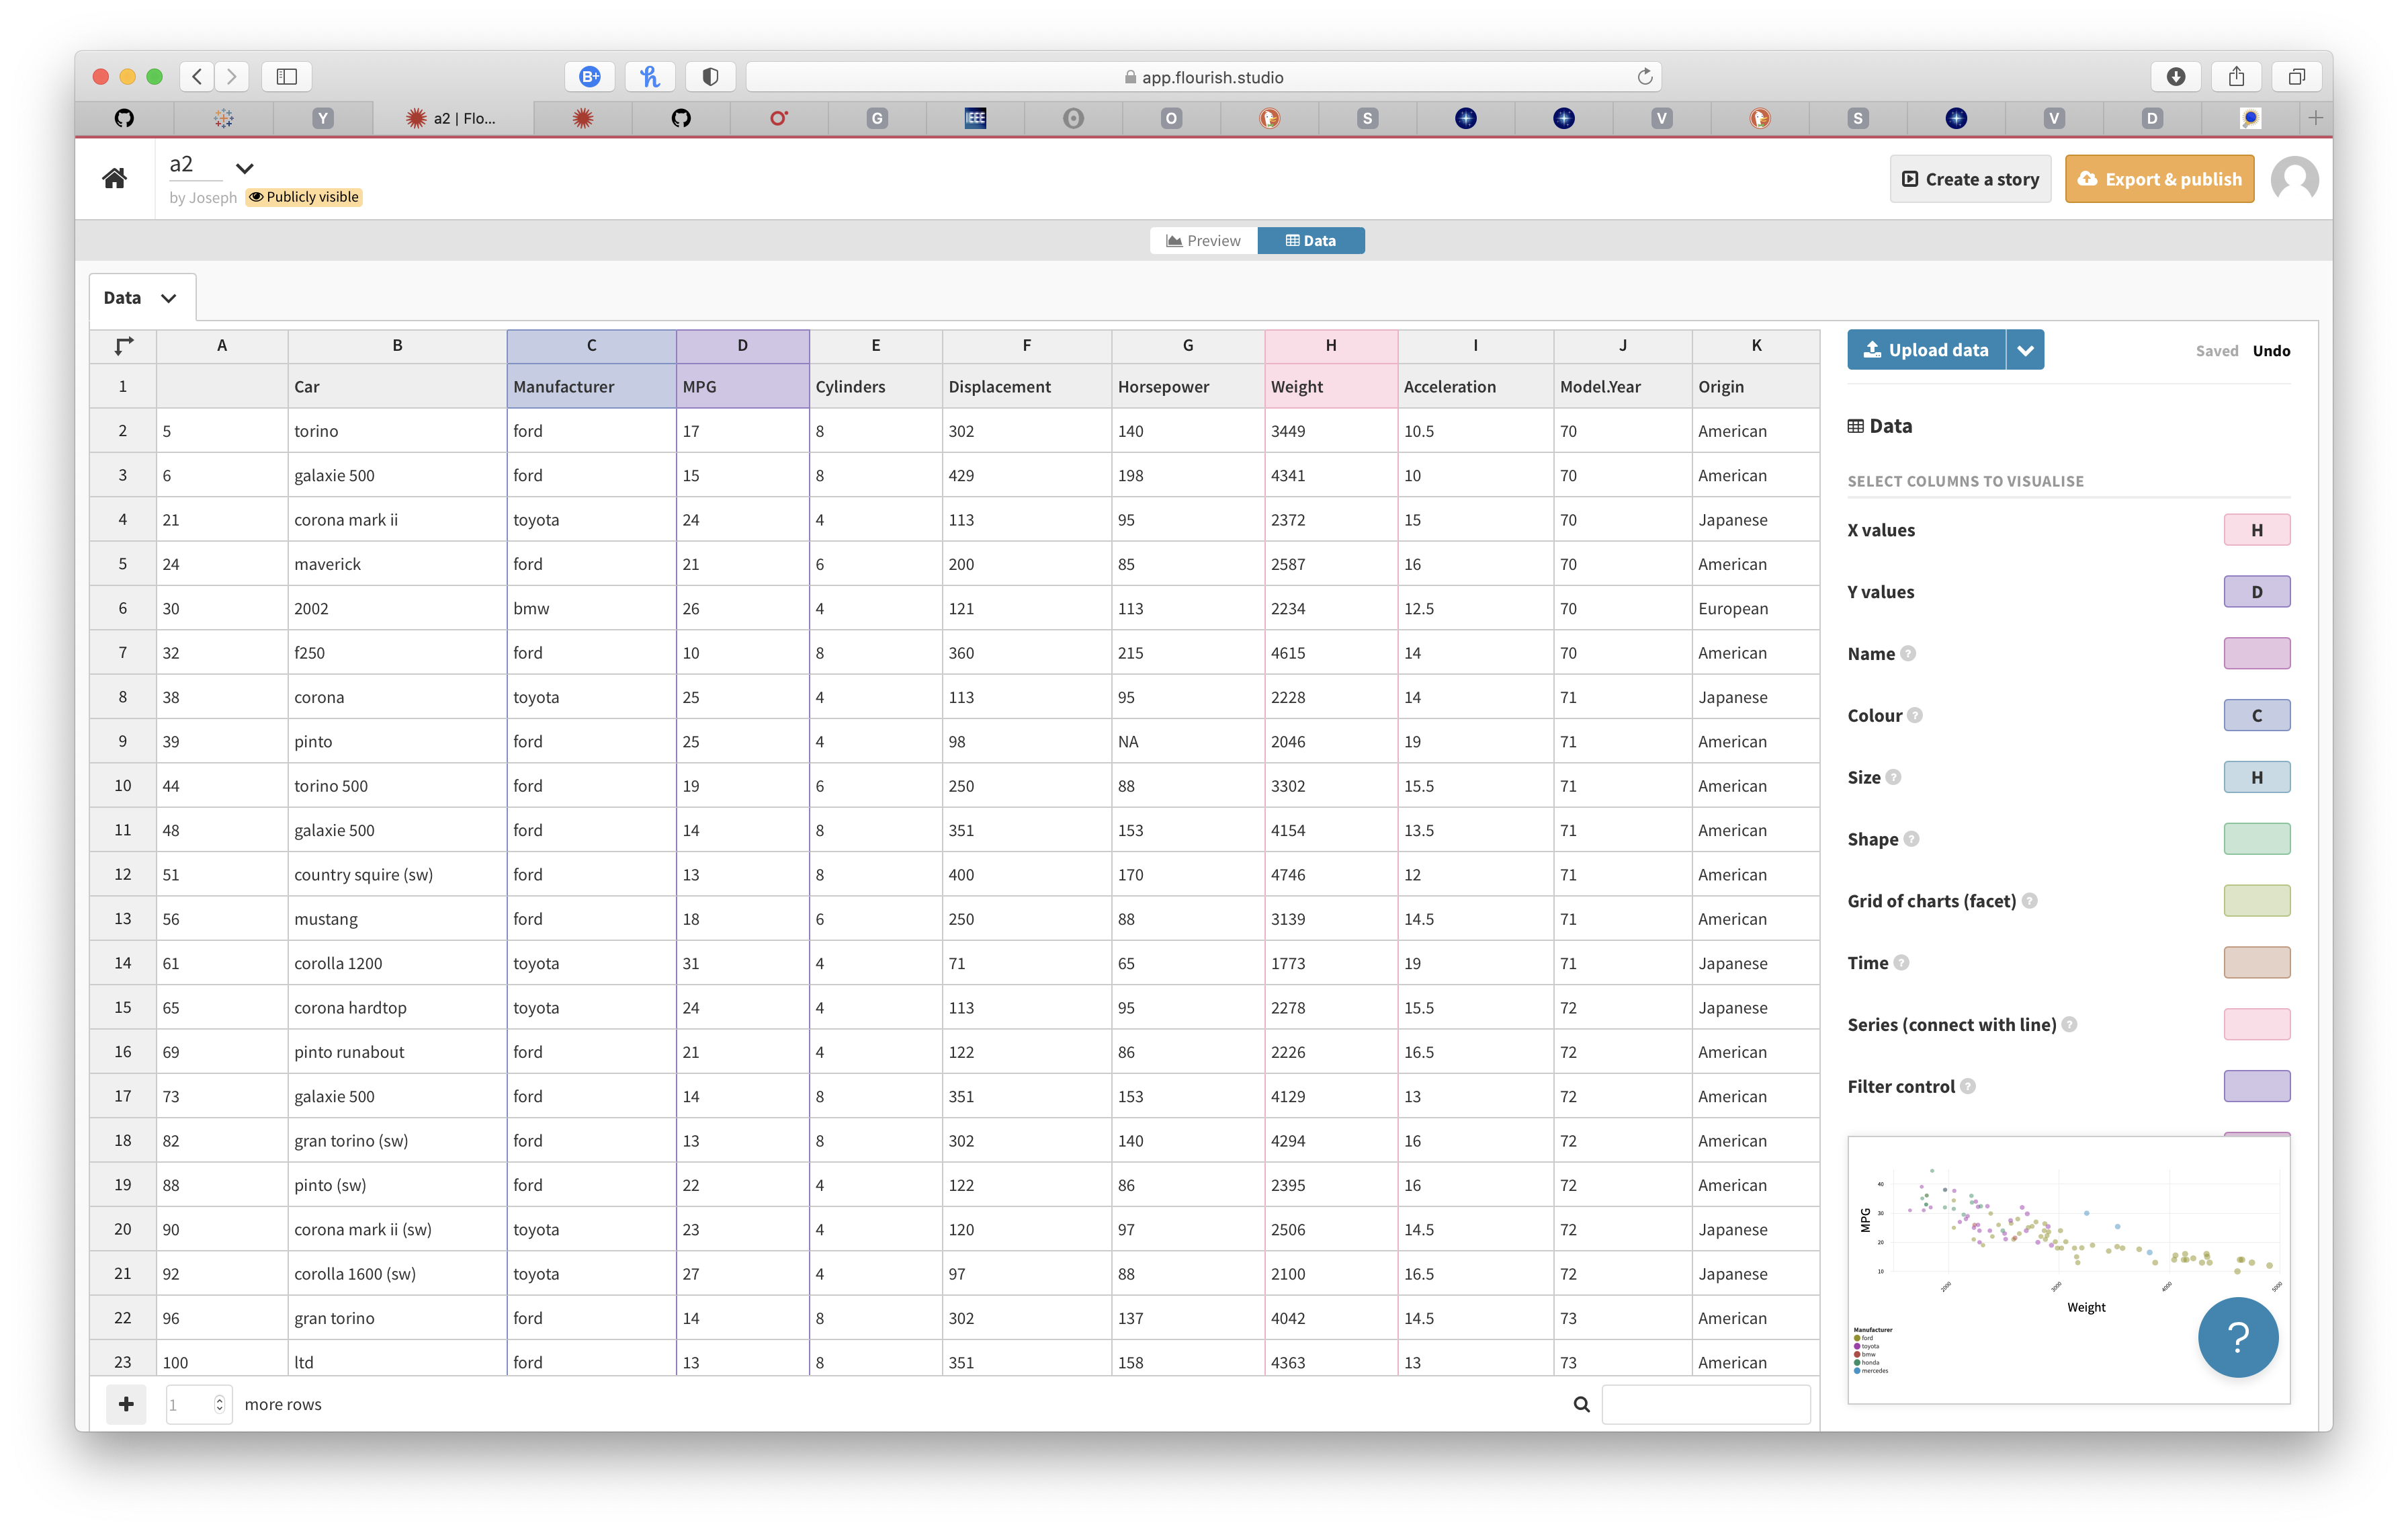 app.flourish.studio
Y a2 | Flo... G IEEE O S V S V D
a2
by Joseph Publicly visible
Create a story Export & publish
Preview Data
Data
A B C D E F G H I J K
1 Car Manufacturer MPG Cylinders Displacement Horsepower Weight Acceleration Model.Year Origin
2 5 torino ford 17 8 302 140 3449 10.5 70 American
3 6 galaxie 500 ford 15 8 429 198 4341 10 70 American
4 21 corona mark ii toyota 24 4 113 95 2372 15 70 Japanese
5 24 maverick ford 21 6 200 85 2587 16 70 American
6 30 2002 bmw 26 4 121 113 2234 12.5 70 European
7 32 f250 ford 10 8 360 215 4615 14 70 American
8 38 corona toyota 25 4 113 95 2228 14 71 Japanese
9 39 pinto ford 25 4 98 NA 2046 19 71 American
10 44 torino 500 ford 19 6 250 88 3302 15.5 71 American
11 48 galaxie 500 ford 14 8 351 153 4154 13.5 71 American
12 51 country squire (sw) ford 13 8 400 170 4746 12 71 American
13 56 mustang ford 18 6 250 88 3139 14.5 71 American
14 61 corolla 1200 toyota 31 4 71 65 1773 19 71 Japanese
15 65 corona hardtop toyota 24 4 113 95 2278 15.5 72 Japanese
16 69 pinto runabout ford 21 4 122 86 2226 16.5 72 American
17 73 galaxie 500 ford 14 8 351 153 4129 13 72 American
18 82 gran torino (sw) ford 13 8 302 140 4294 16 72 American
19 88 pinto (sw) ford 22 4 122 86 2395 16 72 American
20 90 corona mark ii (sw) toyota 23 4 120 97 2506 14.5 72 Japanese
21 92 corolla 1600 (sw) toyota 27 4 97 88 2100 16.5 72 Japanese
22 96 gran torino ford 14 8 302 137 4042 14.5 73 American
23 100 ltd ford 13 8 351 158 4363 13 73 American
+ 1 more rows
Upload data Saved Undo
Data
SELECT COLUMNS TO VISUALISE
X values H
Y values D
Name ?
Colour ? C
Size ? H
Shape ?
Grid of charts (facet) ?
Time ?
Series (connect with line) ?
Filter control ?
MPG
40
30
20
10
2000 3000 4000 5000
Weight
Manufacturer
ford
toyota
bmw
honda
mercedes
?